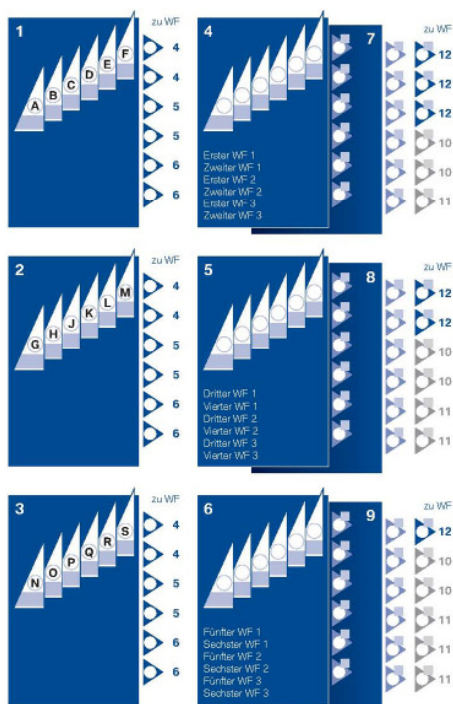 1
zu WF
A B C D E F
4
4
5
5
6
6
4
7
zu WF
Erster WF 1
Zweiter WF 1
Erster WF 2
Zweiter WF 2
Erster WF 3
Zweiter WF 3
12
12
12
10
10
11
2
zu WF
G H J K L M
4
4
5
5
6
6
5
8
zu WF
Dritter WF 1
Vierter WF 1
Dritter WF 2
Vierter WF 2
Dritter WF 3
Vierter WF 3
12
12
10
10
11
11
3
zu WF
N O P Q R S
4
4
5
5
6
6
6
9
zu WF
Fünfter WF 1
Sechster WF 1
Fünfter WF 2
Sechster WF 2
Fünfter WF 3
Sechster WF 3
12
10
10
11
11
11